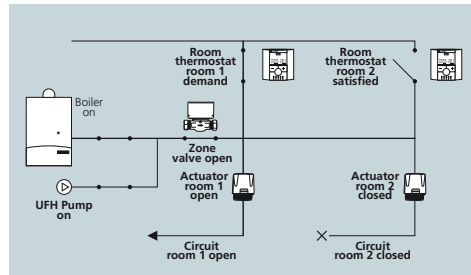 Room
thermostat
room 1
demand
Room
thermostat
room 2
satisfied
Boiler
on
Zone
valve open
UFH Pump
on
Actuator
room 1
open
Actuator
room 2
closed
Circuit
room 1 open
Circuit
room 2 closed